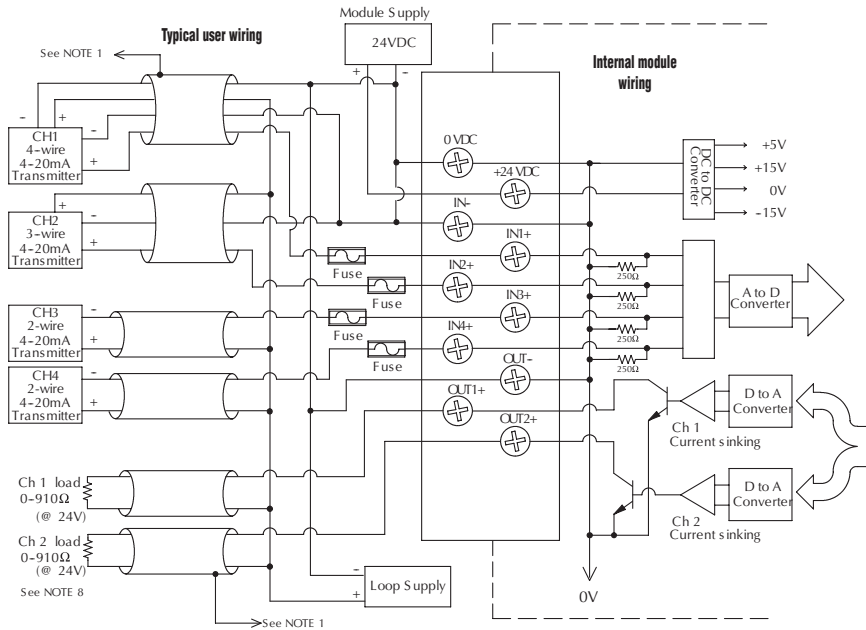 Module Supply
24VDC
+ -
Typical user wiring
See NOTE 1
Internal module
wiring
- +
-
+
CH1
4-wire
4-20mA
Transmitter
+
-
+
CH2
3-wire
4-20mA
Transmitter
-
+
CH3
2-wire
4-20mA
Transmitter
-
+
CH4
2-wire
4-20mA
Transmitter
Fuse
Fuse
Fuse
Fuse
0 VDC
+24 VDC
IN-
IN1+
IN2+
IN3+
IN4+
OUT-
OUT1+
OUT2+
DC to DC
Converter
+5V
+15V
0V
-15V
250Ω
250Ω
250Ω
250Ω
A to D
Converter
D to A
Converter
Ch 1
Current sinking
D to A
Converter
Ch 2
Current sinking
Ch 1 load
0-910Ω
(@ 24V)
Ch 2 load
0-910Ω
(@ 24V)
See NOTE 8
-
+
Loop Supply
0V
See NOTE 1